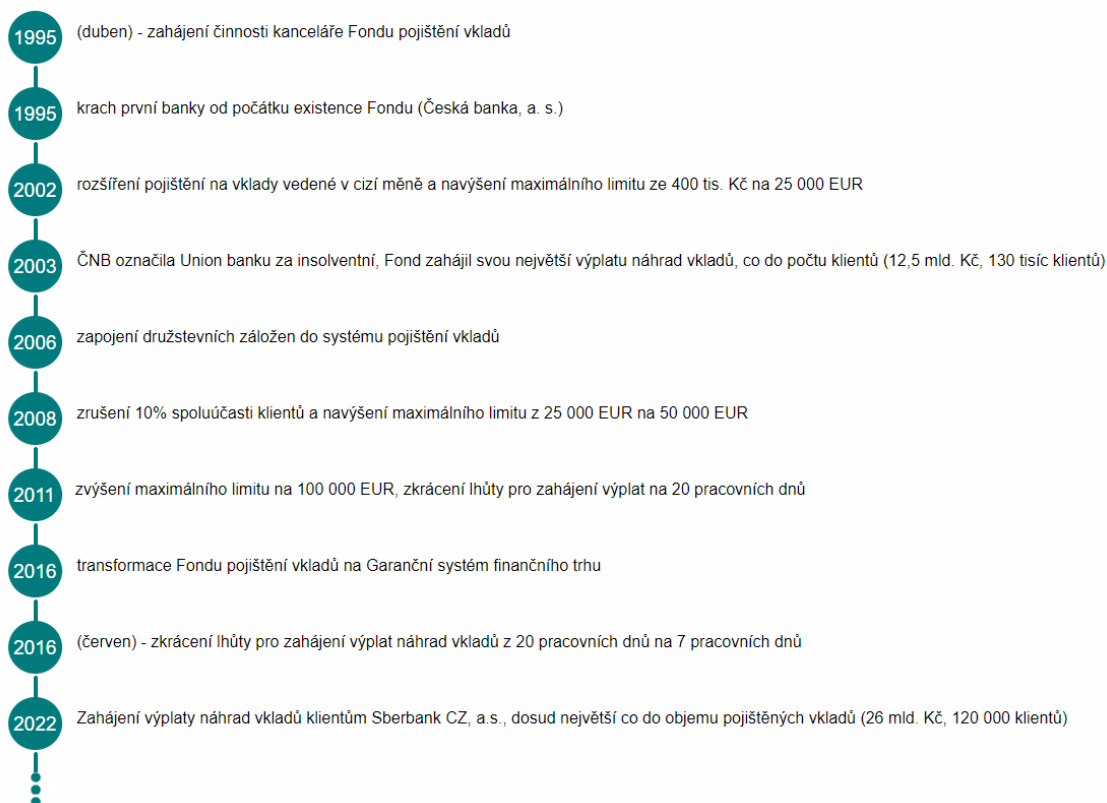 1995 (duben) - zahájení činnosti kanceláře Fondu pojištění vkladů
1995 krach první banky od počátku existence Fondu (Česká banka, a. s.)
2002 rozšíření pojištění na vklady vedené v cizí měně a navýšení maximálního limitu ze 400 tis. Kč na 25 000 EUR
2003 ČNB označila Union banku za insolventní, Fond zahájil svou největší výplatu náhrad vkladů, co do počtu klientů (12,5 mld. Kč, 130 tisíc klientů)
2006 zapojení družstevních záložen do systému pojištění vkladů
2008 zrušení 10% spoluúčasti klientů a navýšení maximálního limitu z 25 000 EUR na 50 000 EUR
2011 zvýšení maximálního limitu na 100 000 EUR, zkrácení lhůty pro zahájení výplat na 20 pracovních dnů
2016 transformace Fondu pojištění vkladů na Garanční systém finančního trhu
2016 (červen) - zkrácení lhůty pro zahájení výplat náhrad vkladů z 20 pracovních dnů na 7 pracovních dnů
2022 Zahájení výplaty náhrad vkladů klientům Sberbank CZ, a.s., dosud největší co do objemu pojištěných vkladů (26 mld. Kč, 120 000 klientů)